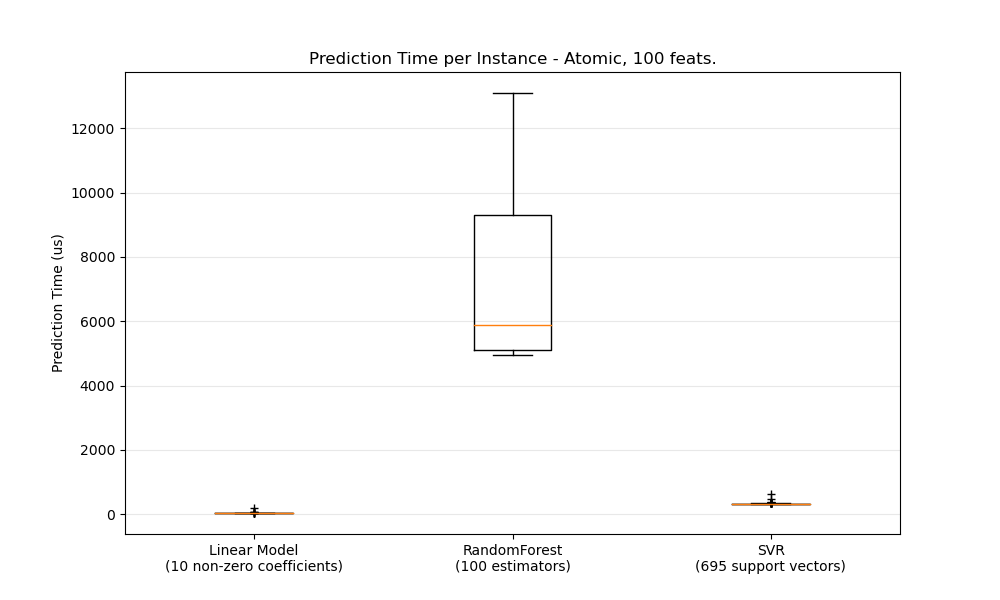 Prediction Time per Instance - Atomic, 100 feats.
Prediction Time (us)
12000
10000
8000
6000
4000
2000
0
Linear Model
(10 non-zero coefficients)
RandomForest
(100 estimators)
SVR
(695 support vectors)